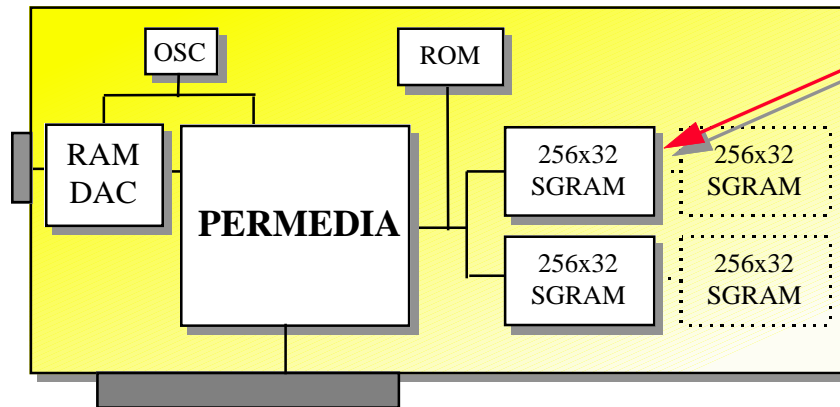 OSC
ROM
RAM
DAC
PERMEDIA
256x32
SGRAM
256x32
SGRAM
256x32
SGRAM
256x32
SGRAM